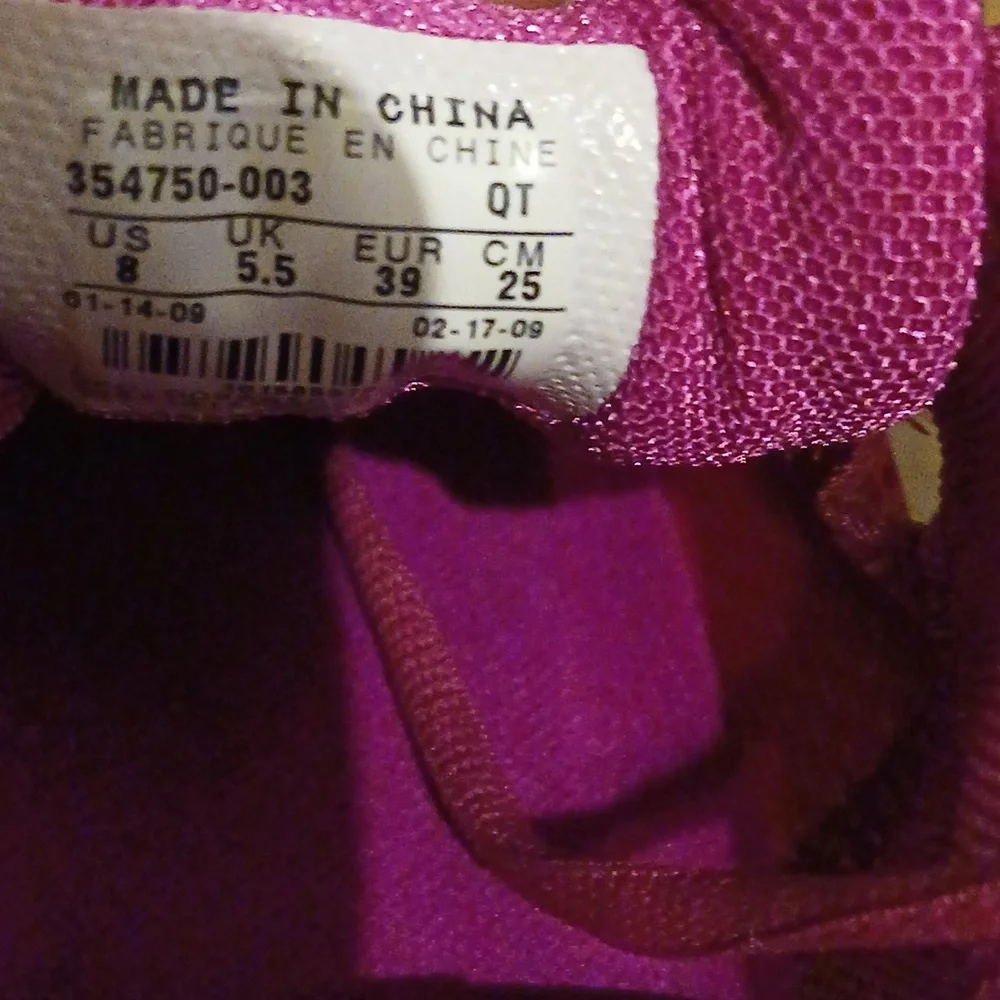 MADE IN CHINA
FABRIQUE EN CHINE
354750-003 QT
US UK EUR CM
8 5.5 39 25
01-14-09 02-17-09